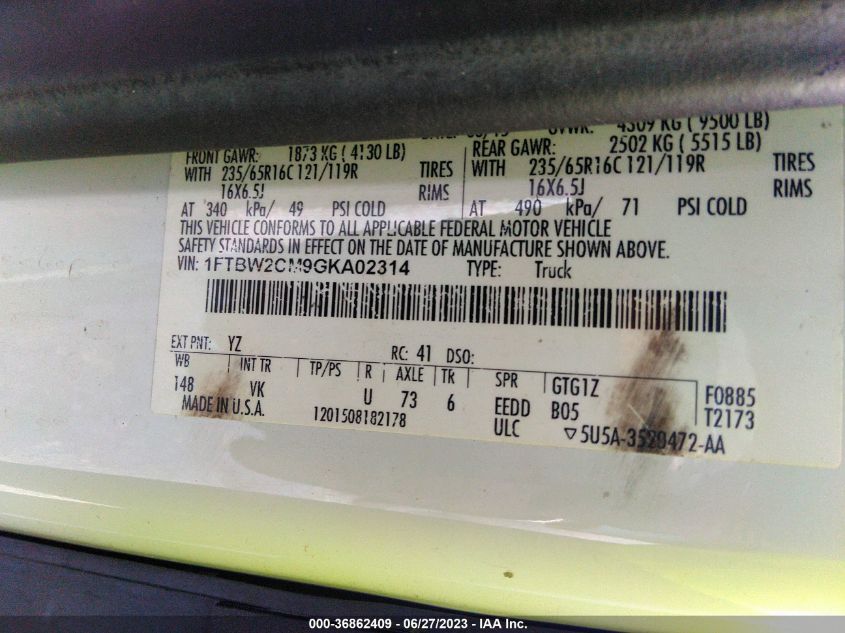 GVWR: 4309 KG ( 9500 LB)
FRONT GAWR: 1873 KG ( 4130 LB) REAR GAWR: 2502 KG ( 5515 LB)
WITH 235/65R16C 121/119R TIRES WITH 235/65R16C 121/119R TIRES
16X6.5J RIMS 16X6.5J RIMS
AT 340 kPa/ 49 PSI COLD AT 490 kPa/ 71 PSI COLD
THIS VEHICLE CONFORMS TO ALL APPLICABLE FEDERAL MOTOR VEHICLE
SAFETY STANDARDS IN EFFECT ON THE DATE OF MANUFACTURE SHOWN ABOVE.
VIN: 1FTBW2CM9GKA02314 TYPE: Truck
EXT PNT: YZ RC: 41 DSO:
WB INT TR TP/PS R AXLE TR SPR GTG1Z F0885
148 VK U 73 6 EEDD B05 T2173
MADE IN U.S.A. 1201508182178 ULC ▽5U5A-3520472-AA
000-36862409 - 06/27/2023 - IAA Inc.